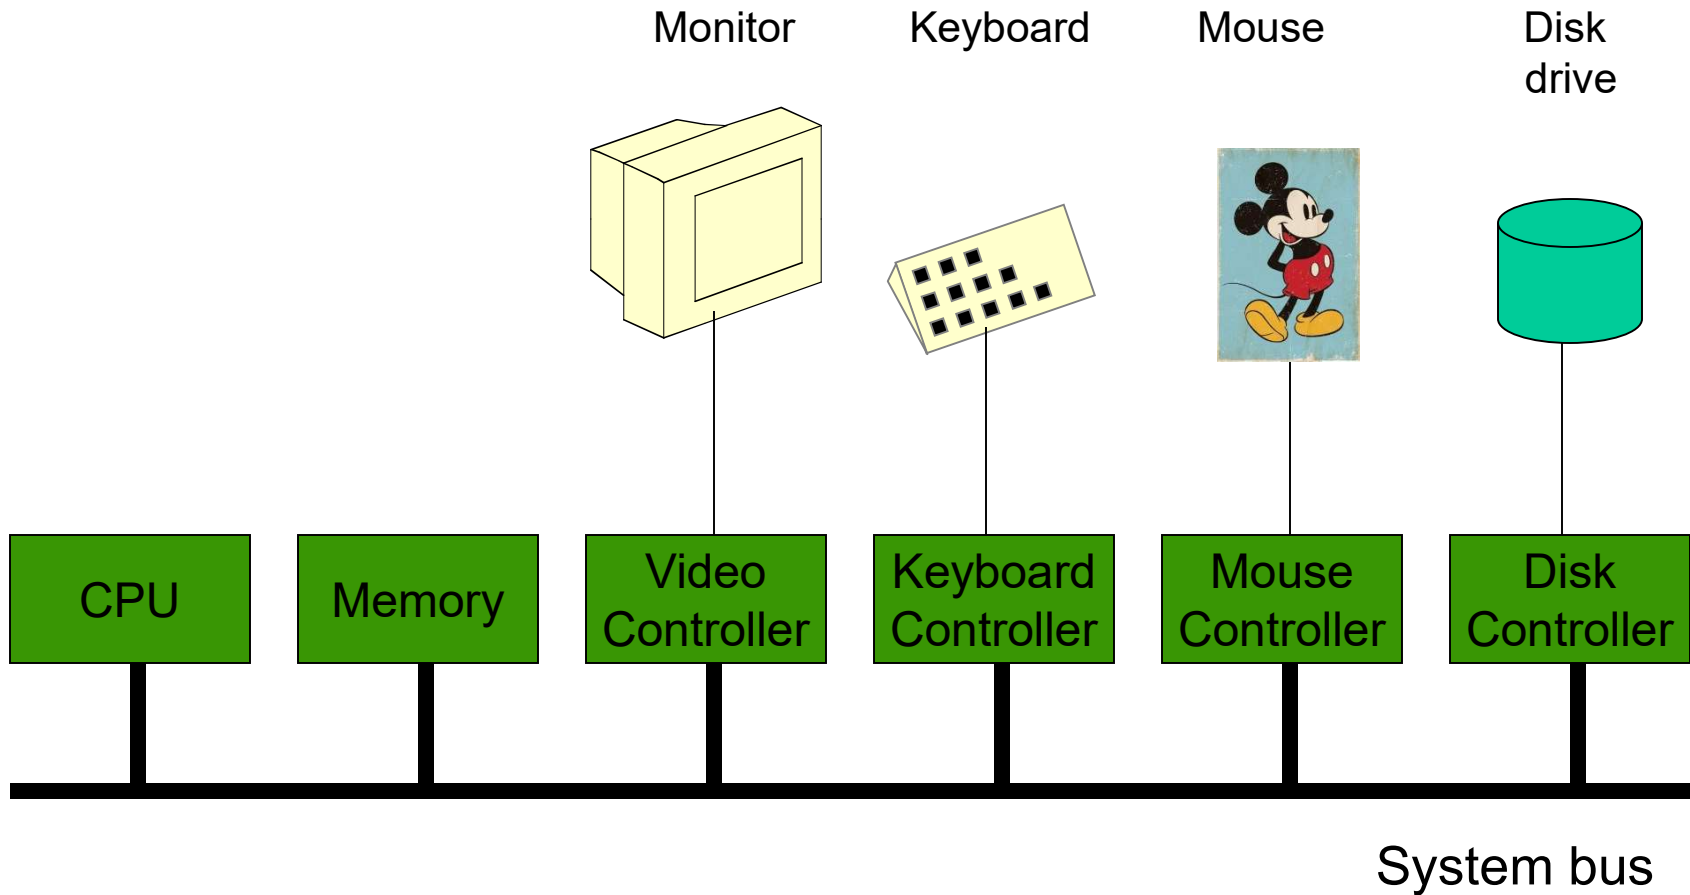 Monitor
Keyboard
Mouse
Disk
drive
CPU
Memory
Video
Controller
Keyboard
Controller
Mouse
Controller
Disk
Controller
System bus